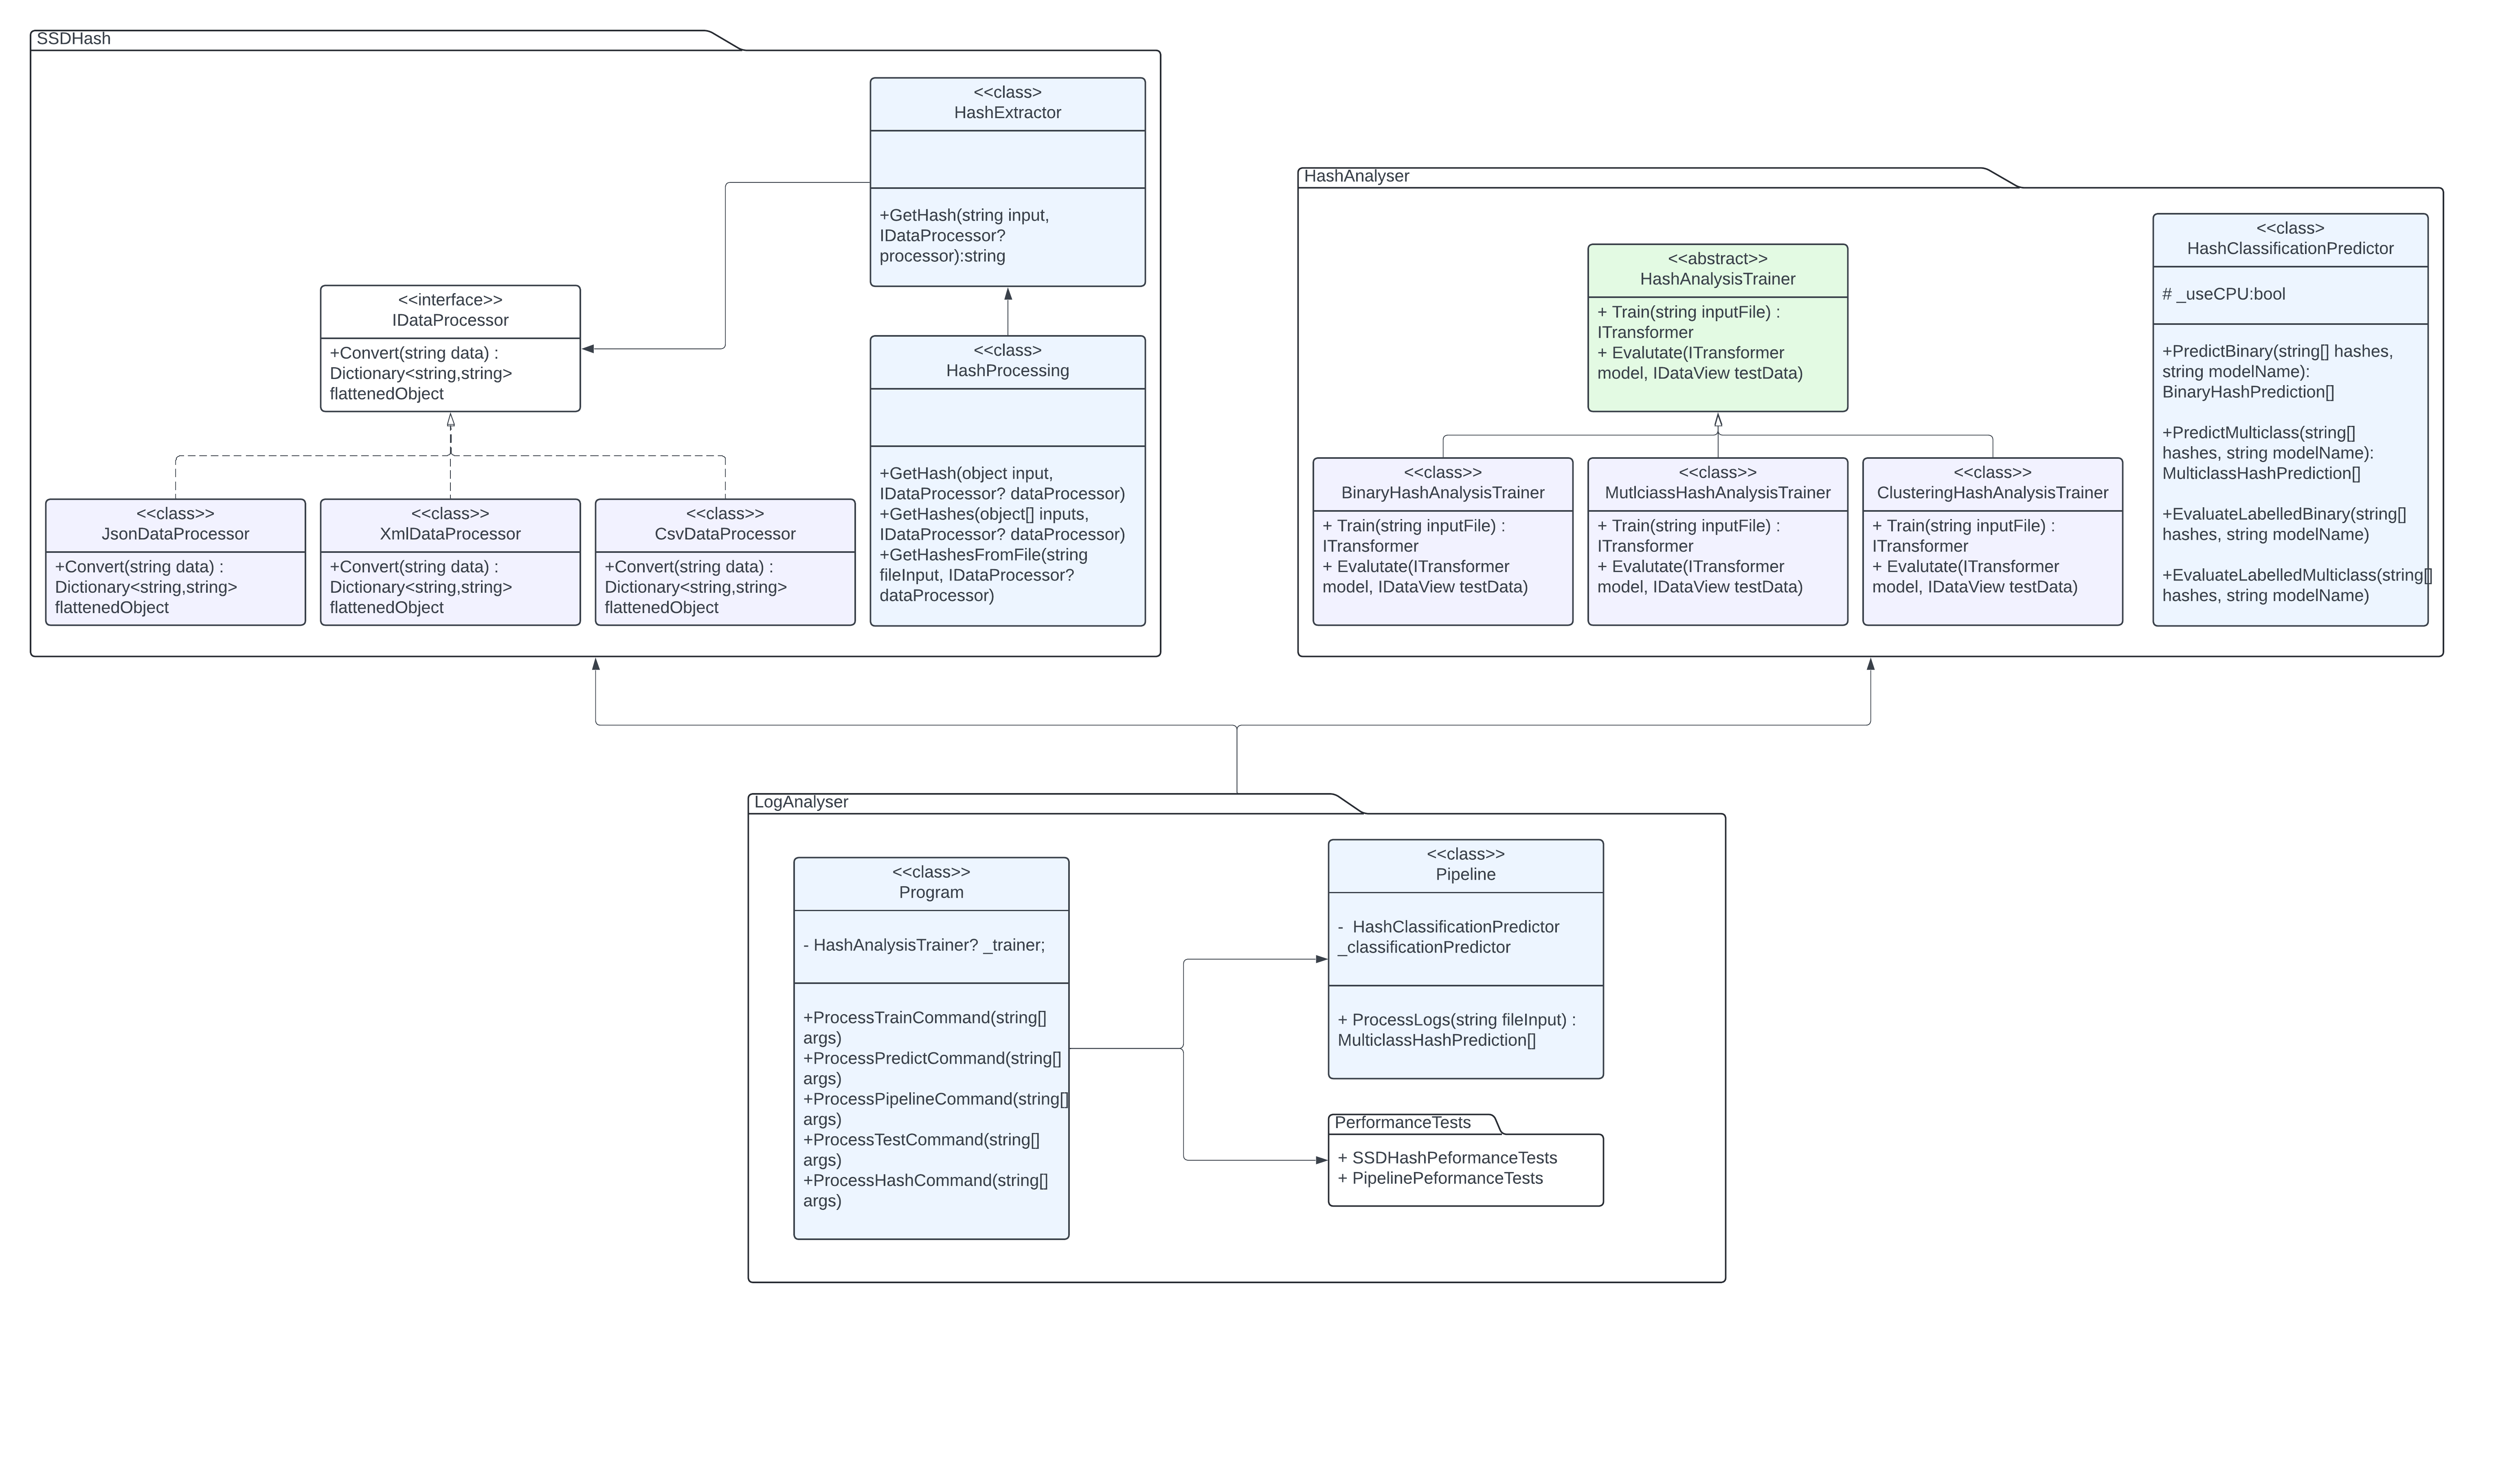 SSDHash
<<class>
HashExtractor
+GetHash(string input,
IDataProcessor?
processor):string
<<interface>>
IDataProcessor
+Convert(string data) :
Dictionary<string,string>
flattenedObject
<<class>
HashProcessing
+GetHash(object input,
IDataProcessor? dataProcessor)
+GetHashes(object[] inputs,
IDataProcessor? dataProcessor)
+GetHashesFromFile(string
fileInput, IDataProcessor?
dataProcessor)
<<class>>
JsonDataProcessor
+Convert(string data) :
Dictionary<string,string>
flattenedObject
<<class>>
XmlDataProcessor
+Convert(string data) :
Dictionary<string,string>
flattenedObject
<<class>>
CsvDataProcessor
+Convert(string data) :
Dictionary<string,string>
flattenedObject
HashAnalyser
<<abstract>>
HashAnalysisTrainer
+ Train(string inputFile) :
ITransformer
+ Evalutate(ITransformer
model, IDataView testData)
<<class>>
BinaryHashAnalysisTrainer
+ Train(string inputFile) :
ITransformer
+ Evalutate(ITransformer
model, IDataView testData)
<<class>>
MutlciassHashAnalysisTrainer
+ Train(string inputFile) :
ITransformer
+ Evalutate(ITransformer
model, IDataView testData)
<<class>>
ClusteringHashAnalysisTrainer
+ Train(string inputFile) :
ITransformer
+ Evalutate(ITransformer
model, IDataView testData)
<<class>
HashClassificationPredictor
# _useCPU:bool
+PredictBinary(string[] hashes,
string modelName):
BinaryHashPrediction[]
+PredictMulticlass(string[]
hashes, string modelName):
MulticlassHashPrediction[]
+EvaluateLabelledBinary(string[]
hashes, string modelName)
+EvaluateLabelledMulticlass(string[]
hashes, string modelName)
LogAnalyser
<<class>>
Program
- HashAnalysisTrainer? _trainer;
+ProcessTrainCommand(string[]
args)
+ProcessPredictCommand(string[]
args)
+ProcessPipelineCommand(string[]
args)
+ProcessTestCommand(string[]
args)
+ProcessHashCommand(string[]
args)
<<class>>
Pipeline
-  HashClassificationPredictor
_classificationPredictor
+ ProcessLogs(string fileInput) :
MulticlassHashPrediction[]
PerformanceTests
+ SSDHashPeformanceTests
+ PipelinePeformanceTests